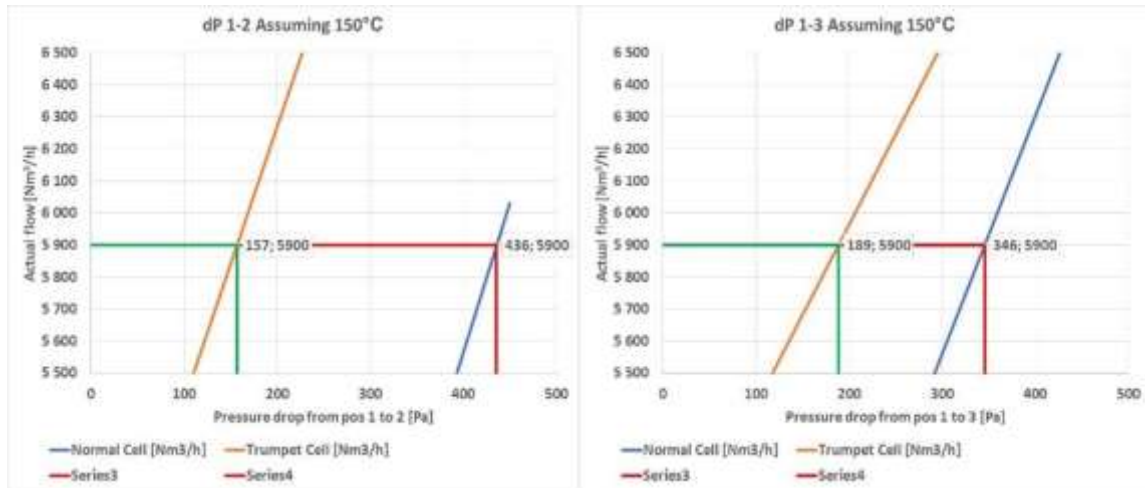 dP 1-2 Assuming 150°C
6 500
6 400
6 300
6 200
6 100
6 000
5 900
5 800
5 700
5 600
5 500
Actual flow [Nm³/h]
157; 5900
436; 5900
0
100
200
300
400
500
Pressure drop from pos 1 to 2 [Pa]
Normal Cell [Nm3/h]
Trumpet Cell [Nm3/h]
Series3
Series4
dP 1-3 Assuming 150°C
6 500
6 400
6 300
6 200
6 100
6 000
5 900
5 800
5 700
5 600
5 500
Actual flow [Nm³/h]
189; 5900
346; 5900
0
100
200
300
400
500
Pressure drop from pos 1 to 3 [Pa]
Normal Cell [Nm3/h]
Trumpet Cell [Nm3/h]
Series3
Series4